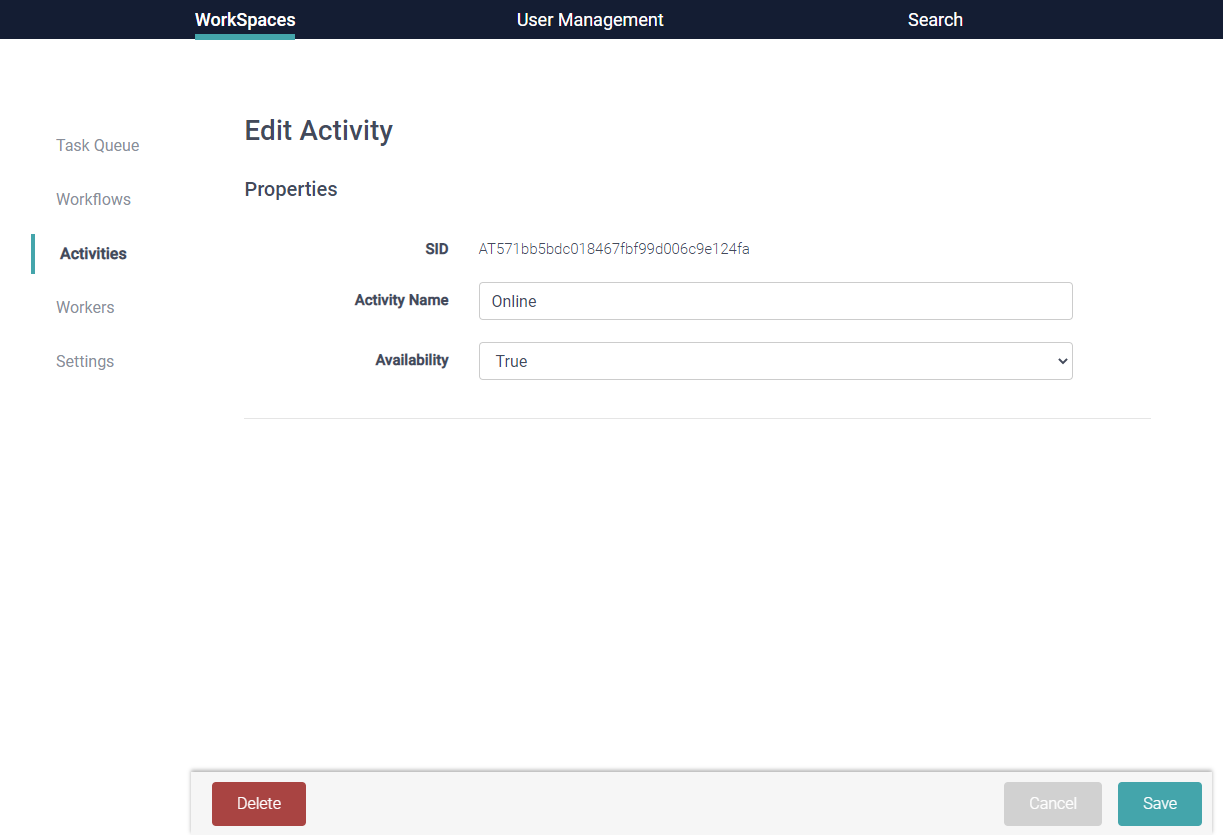 WorkSpaces User Management Search
Task Queue
Workflows
Activities
Workers
Settings
Edit Activity
Properties
SID AT571bb5bdc018467fbf99d006c9e124fa
Activity Name Online
Availability True
Delete Cancel Save